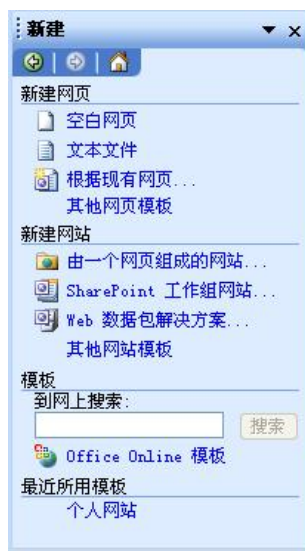 新建
新建网页
空白网页
文本文件
根据现有网页...
其他网页模板
新建网站
由一个网页组成的网站...
SharePoint 工作组网站...
Web 数据包解决方案...
其他网站模板
模板
到网上搜索:
搜索
Office Online 模板
最近所用模板
个人网站